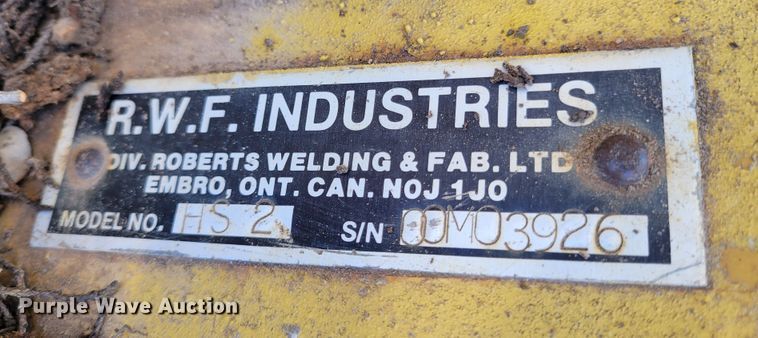 R.W.F. INDUSTRIES
DIV. ROBERTS WELDING & FAB. LTD
EMBRO, ONT. CAN. N0J 1J0
MODEL NO. HS 2 S/N 00M03926
Purple Wave Auction